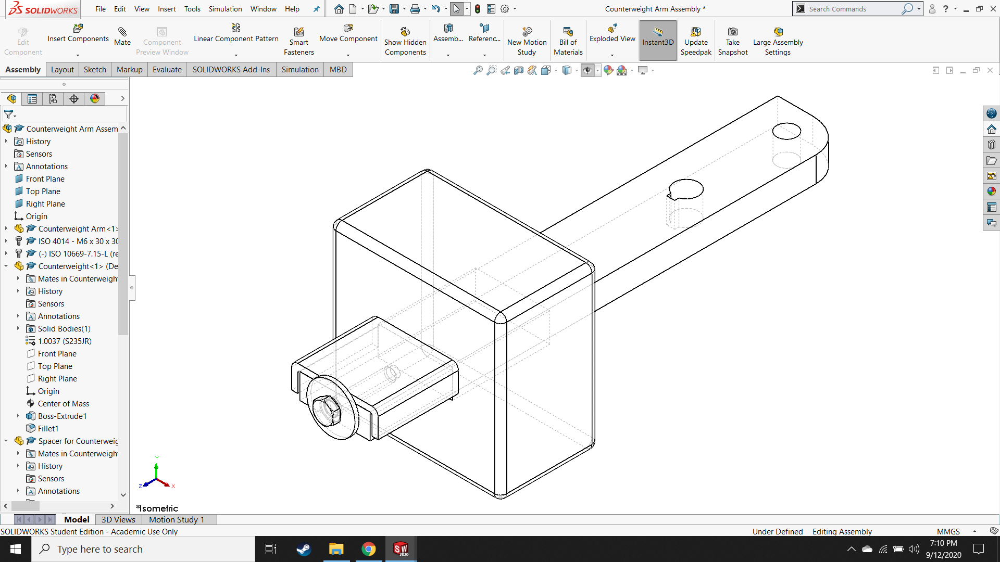 SOLIDWORKS File Edit View Insert Tools Simulation Window Help Counterweight Arm Assembly * Search Commands ?
Edit Component
Insert Components
Mate
Component Preview Window
Linear Component Pattern
Smart Fasteners
Move Component
Show Hidden Components
Assemb...
Referenc...
New Motion Study
Bill of Materials
Exploded View
Instant3D
Update Speedpak
Take Snapshot
Large Assembly Settings
Assembly Layout Sketch Markup Evaluate SOLIDWORKS Add-Ins Simulation MBD
Counterweight Arm Assem
History
Sensors
Annotations
Front Plane
Top Plane
Right Plane
Origin
Counterweight Arm<1>
ISO 4014 - M6 x 30 x 30
(-) ISO 10669-7.15-L (re
Counterweight<1> (De
Mates in Counterweigh
History
Sensors
Annotations
Solid Bodies(1)
1.0037 (S235JR)
Front Plane
Top Plane
Right Plane
Origin
Center of Mass
Boss-Extrude1
Fillet1
Spacer for Counterweig
Mates in Counterweigh
History
Sensors
Annotations
Y
Z X
*Isometric
Model 3D Views Motion Study 1
SOLIDWORKS Student Edition - Academic Use Only Under Defined Editing Assembly MMGS
Type here to search
SW 2020
7:10 PM
9/12/2020